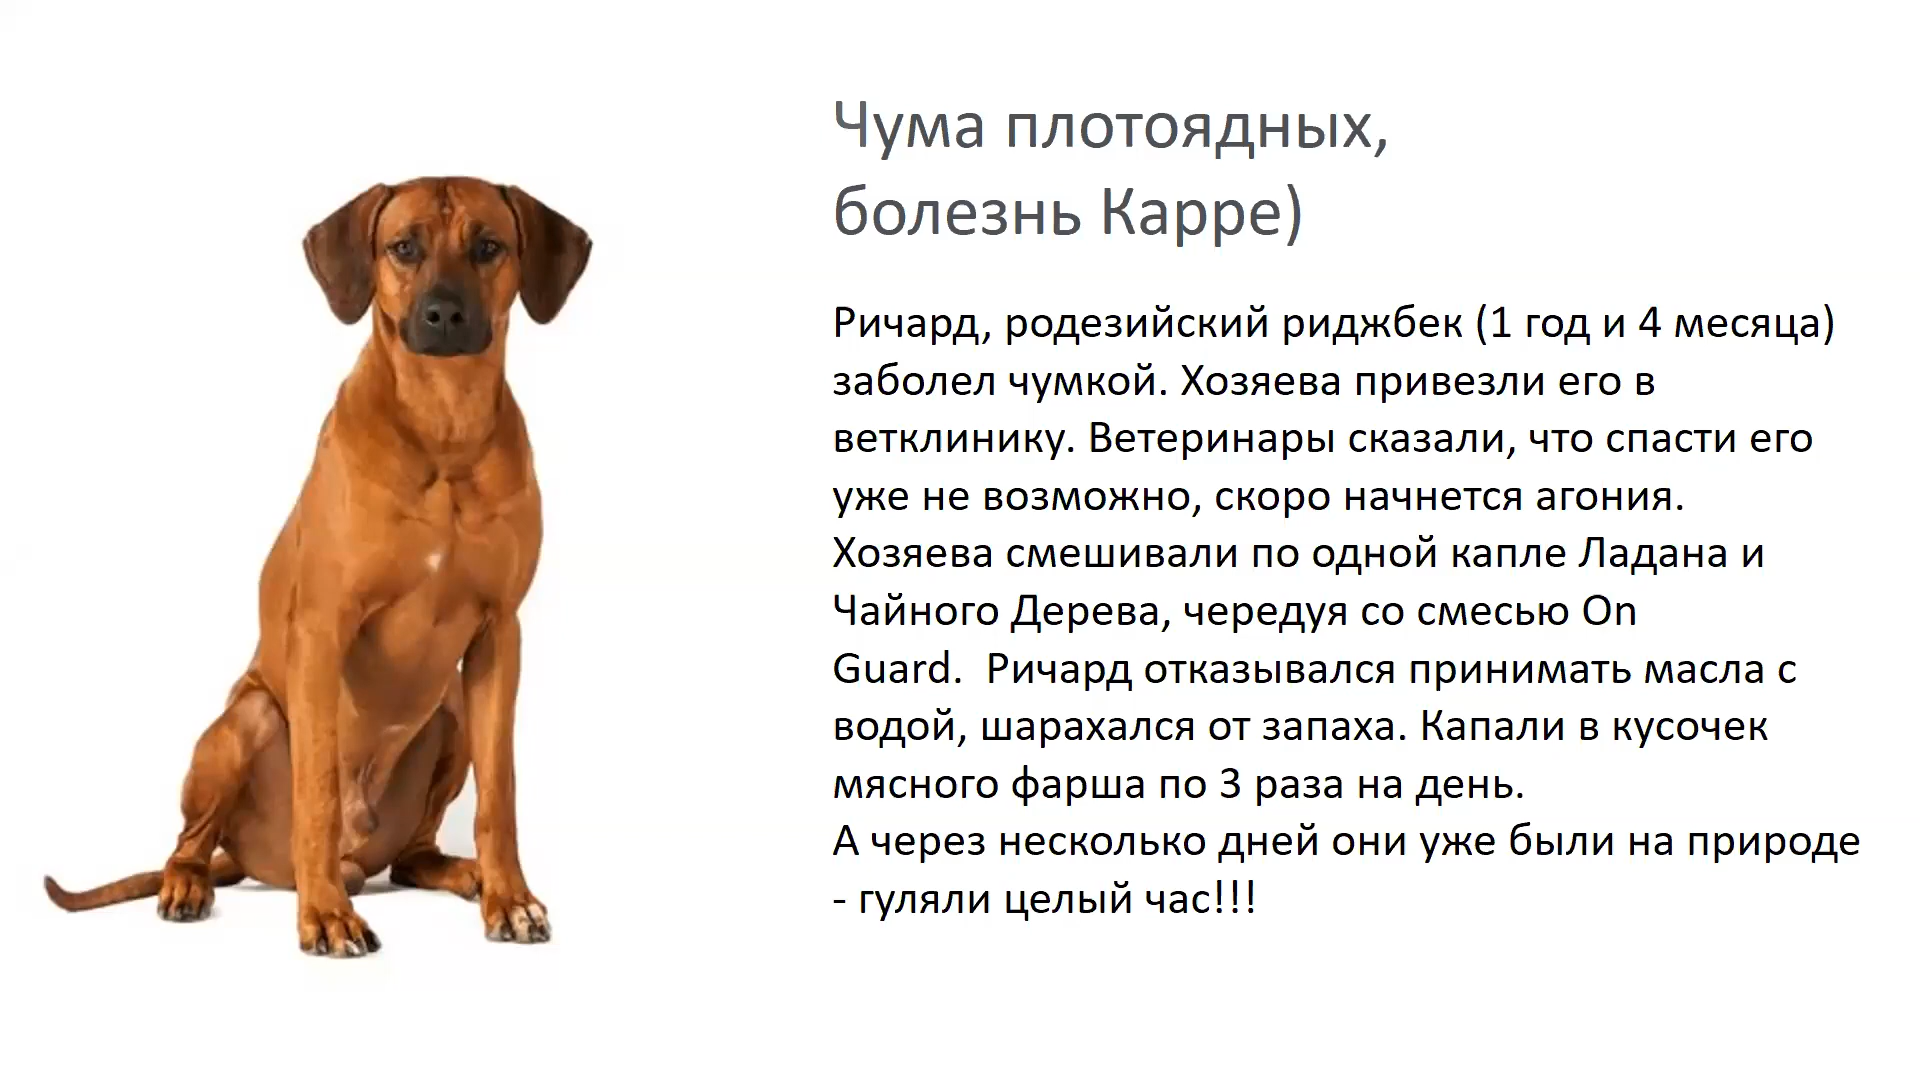 Чума плотоядных,
болезнь Карре)
Ричард, родезийский риджбек (1 год и 4 месяца)
заболел чумкой. Хозяева привезли его в
ветклинику. Ветеринары сказали, что спасти его
уже не возможно, скоро начнется агония.
Хозяева смешивали по одной капле Ладана и
Чайного Дерева, чередуя со смесью On
Guard.  Ричард отказывался принимать масла с
водой, шарахался от запаха. Капали в кусочек
мясного фарша по 3 раза на день.
А через несколько дней они уже были на природе
- гуляли целый час!!!